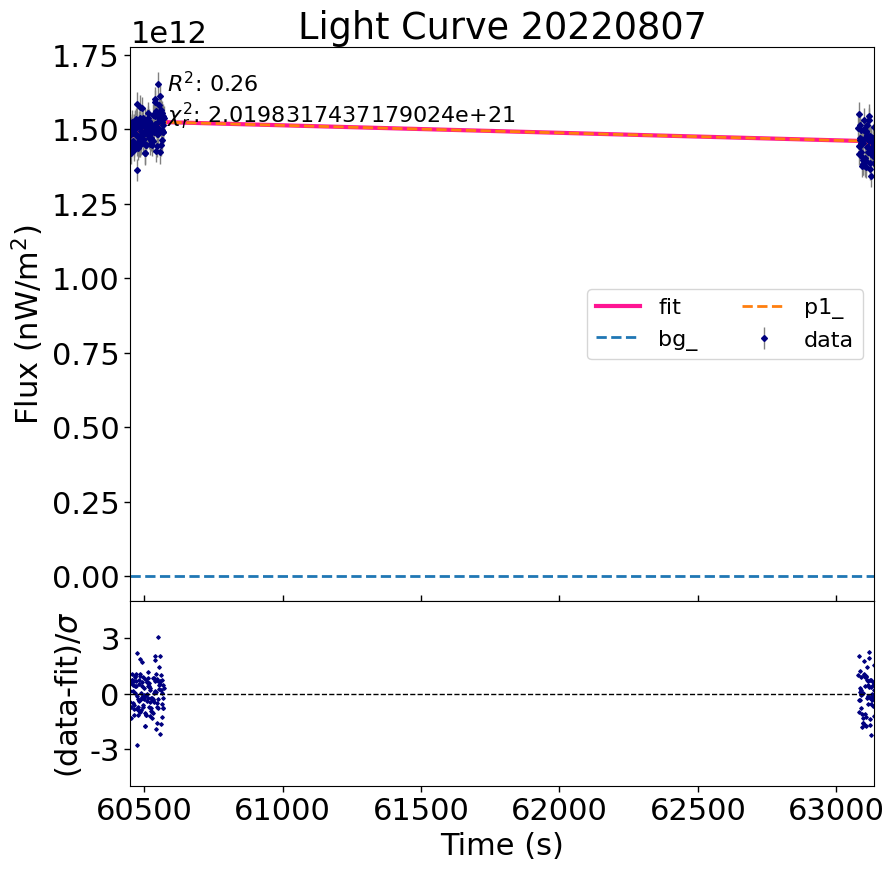 Light Curve 20220807
1e12
1.75
1.50
1.25
1.00
0.75
0.50
0.25
0.00
Flux (nW/m²)
R²: 0.26
χ²ᵣ: 2.0198317437179024e+21
fit
bg_
p1_
data
3
0
-3
(data-fit)/σ
60500 61000 61500 62000 62500 63000
Time (s)